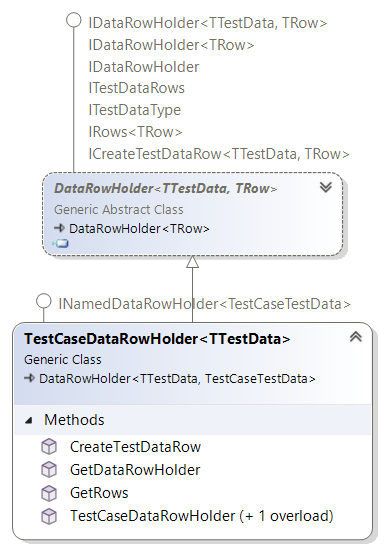 IDataRowHolder<TTestData, TRow>
IDataRowHolder<TRow>
IDataRowHolder
ITestDataRows
ITestDataType
IRows<TRow>
ICreateTestDataRow<TTestData, TRow>
DataRowHolder<TTestData, TRow>
Generic Abstract Class
DataRowHolder<TRow>
INamedDataRowHolder<TestCaseTestData>
TestCaseDataRowHolder<TTestData>
Generic Class
DataRowHolder<TTestData, TestCaseTestData>
Methods
CreateTestDataRow
GetDataRowHolder
GetRows
TestCaseDataRowHolder (+ 1 overload)